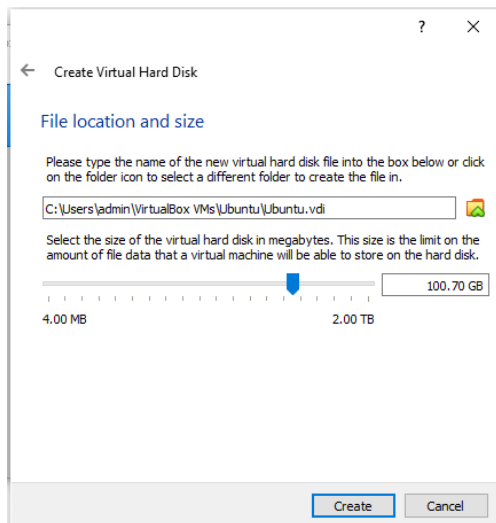 ?
Create Virtual Hard Disk
File location and size
Please type the name of the new virtual hard disk file into the box below or click
on the folder icon to select a different folder to create the file in.
C:\Users\admin\VirtualBox VMs\Ubuntu\Ubuntu.vdi
Select the size of the virtual hard disk in megabytes. This size is the limit on the
amount of file data that a virtual machine will be able to store on the hard disk.
100.70 GB
4.00 MB 2.00 TB
Create Cancel